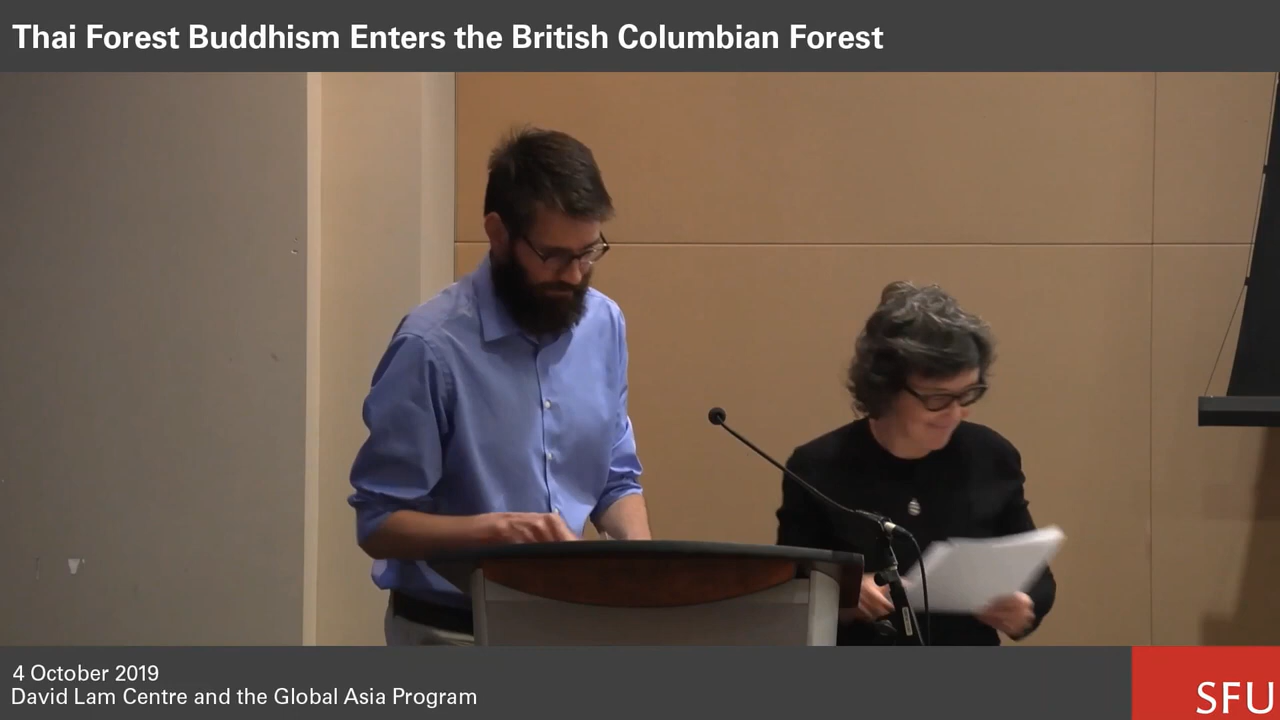 Thai Forest Buddhism Enters the British Columbian Forest
4 October 2019
David Lam Centre and the Global Asia Program
SFU